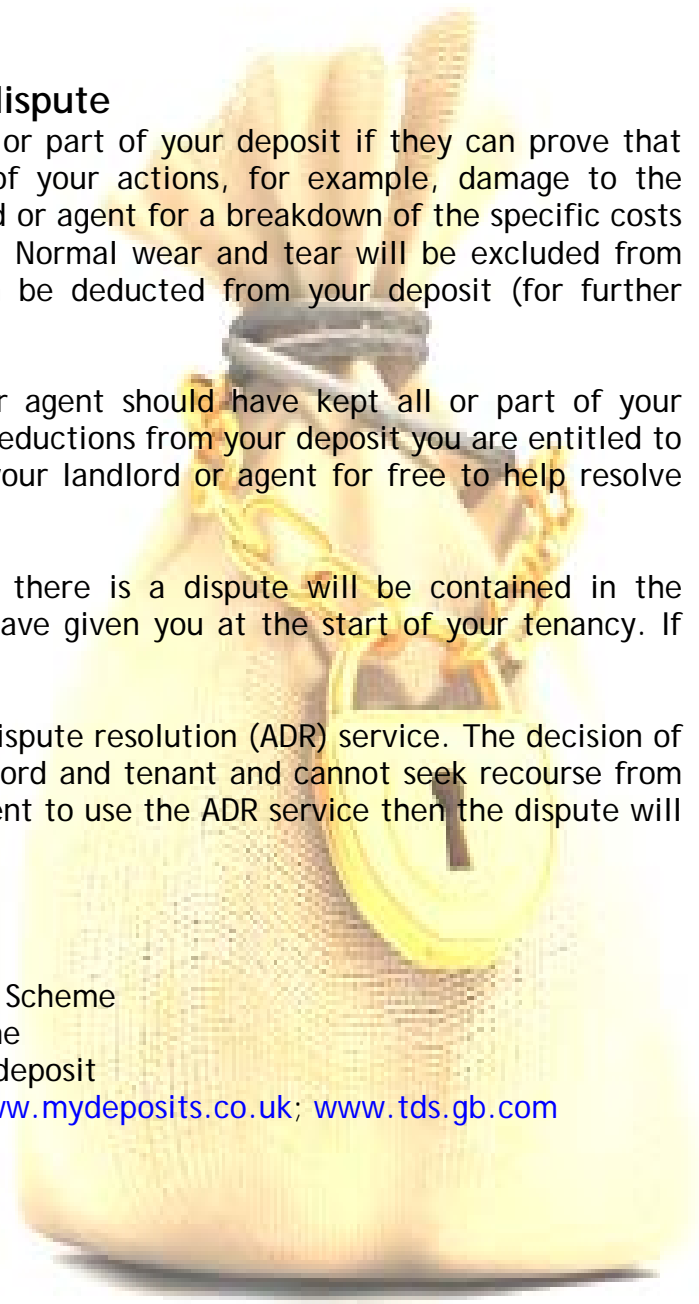 dispute
or part of your deposit if they can prove that
of your actions, for example, damage to the
or agent for a breakdown of the specific costs
Normal wear and tear will be excluded from
be deducted from your deposit (for further
agent should have kept all or part of your
eductions from your deposit you are entitled to
your landlord or agent for free to help resolve
there is a dispute will be contained in the
ave given you at the start of your tenancy. If
ispute resolution (ADR) service. The decision of
ord and tenant and cannot seek recourse from
ent to use the ADR service then the dispute will
Scheme
ne
deposit
ww.mydeposits.co.uk; www.tds.gb.com